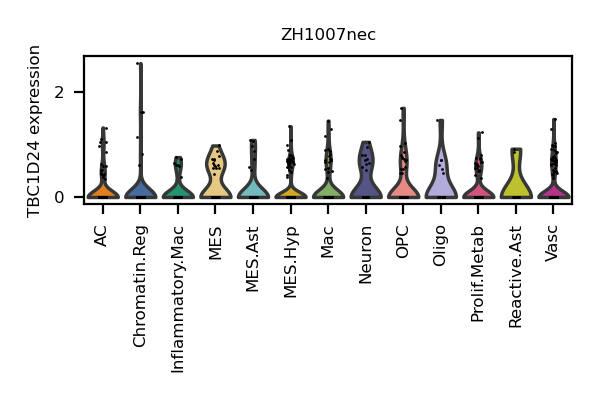 ZH1007nec
TBC1D24 expression
2
0
AC
Chromatin.Reg
Inflammatory.Mac
MES
MES.Ast
MES.Hyp
Mac
Neuron
OPC
Oligo
Prolif.Metab
Reactive.Ast
Vasc